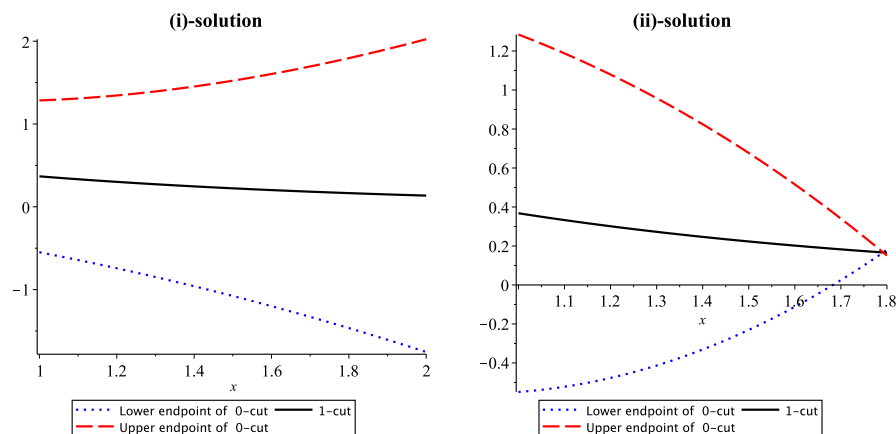 (i)-solution
2
1
0
−1
1
1.2
1.4
1.6
1.8
2
x
Lower endpoint of 0-cut
1-cut
Upper endpoint of 0-cut
(ii)-solution
1.2
1
0.8
0.6
0.4
0.2
0
−0.2
−0.4
1.1
1.2
1.3
1.4
1.5
1.6
1.7
1.8
x
Lower endpoint of 0-cut
1-cut
Upper endpoint of 0-cut